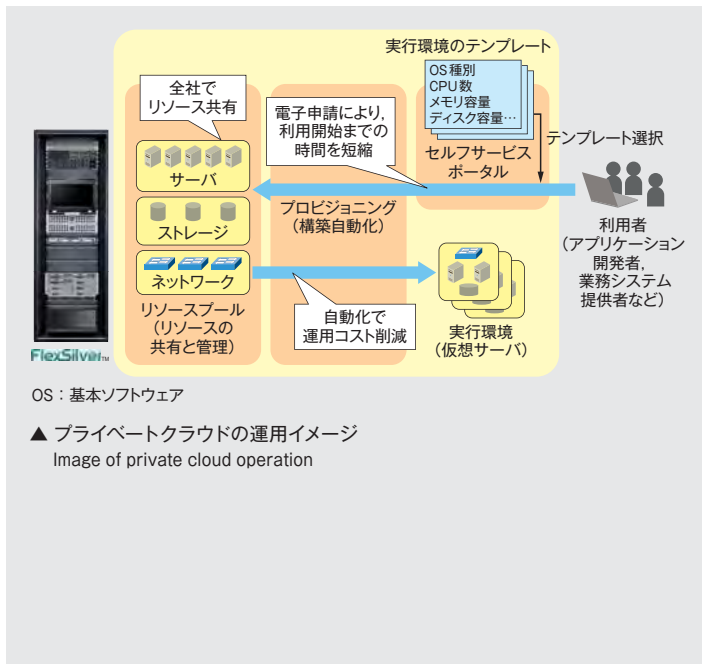 実行環境のテンプレート
OS種別
CPU数
メモリ容量
ディスク容量…
全社で
リソース共有
電子申請により,
利用開始までの
時間を短縮
セルフサービス
ポータル
テンプレート選択
サーバ
プロビジョニング
(構築自動化)
ストレージ
ネットワーク
利用者
(アプリケーション
開発者,
業務システム
提供者など)
リソースプール
(リソースの
共有と管理)
自動化で
運用コスト削減
実行環境
(仮想サーバ)
FlexSilver™
OS：基本ソフトウェア
▲ プライベートクラウドの運用イメージ
Image of private cloud operation